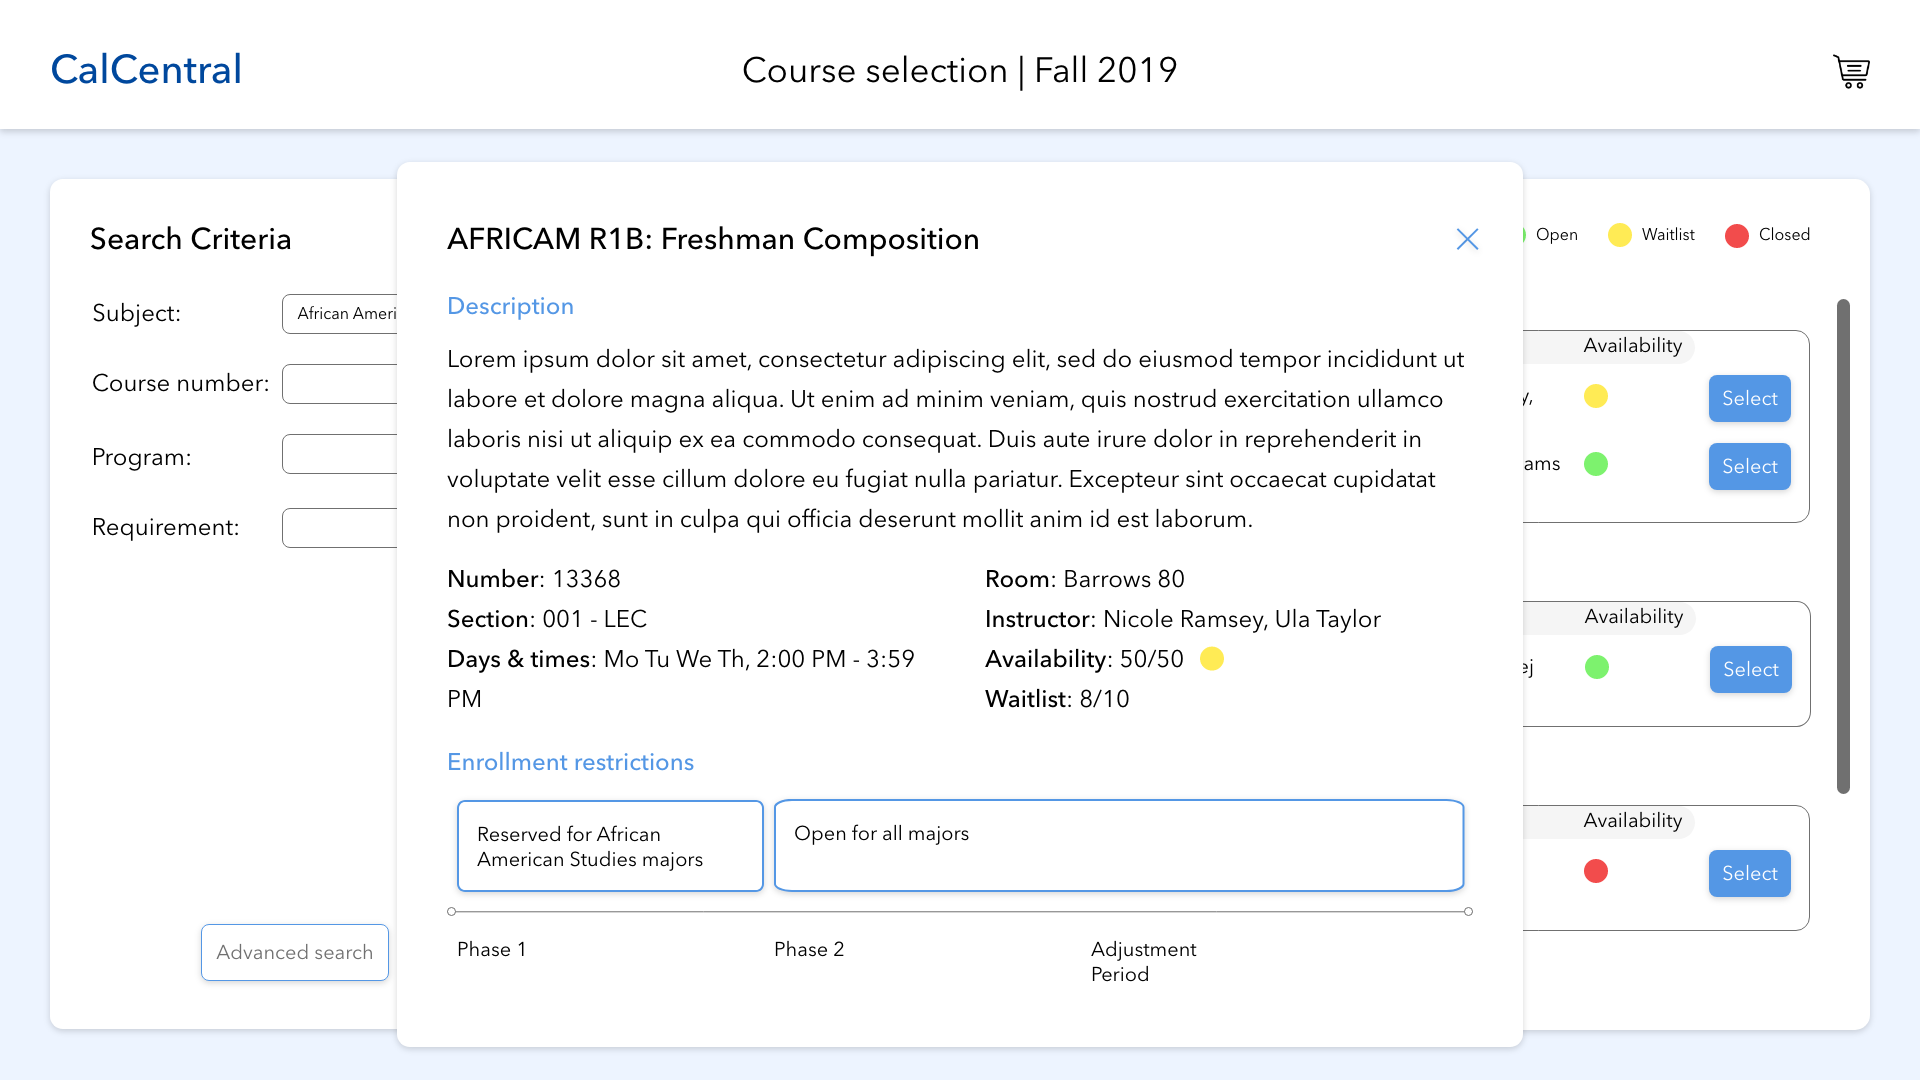 CalCentral
Course selection | Fall 2019
Search Criteria
Subject:
African Ameri
Course number:
Program:
Requirement:
Advanced search
AFRICAM R1B: Freshman Composition
Description
Lorem ipsum dolor sit amet, consectetur adipiscing elit, sed do eiusmod tempor incididunt ut
labore et dolore magna aliqua. Ut enim ad minim veniam, quis nostrud exercitation ullamco
laboris nisi ut aliquip ex ea commodo consequat. Duis aute irure dolor in reprehenderit in
voluptate velit esse cillum dolore eu fugiat nulla pariatur. Excepteur sint occaecat cupidatat
non proident, sunt in culpa qui officia deserunt mollit anim id est laborum.
Number: 13368
Section: 001 - LEC
Days & times: Mo Tu We Th, 2:00 PM - 3:59
PM
Room: Barrows 80
Instructor: Nicole Ramsey, Ula Taylor
Availability: 50/50
Waitlist: 8/10
Enrollment restrictions
Reserved for African
American Studies majors
Open for all majors
Phase 1
Phase 2
Adjustment
Period
Open
Waitlist
Closed
Availability
y,
Select
ams
Select
Availability
ej
Select
Availability
Select